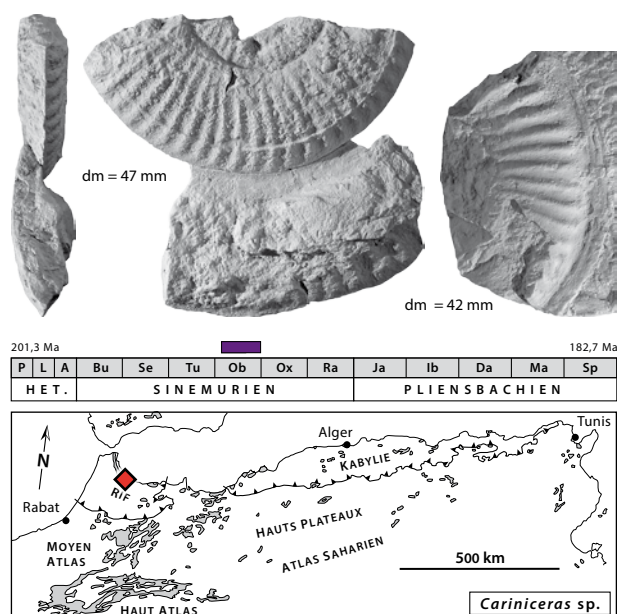 dm = 47 mm
dm = 42 mm
201,3 Ma 182,7 Ma
P L A Bu Se Tu Ob Ox Ra Ja Ib Da Ma Sp
HET. SINEMURIEN PLIENSBACHIEN
Tunis
Alger
N
KABYLIE
RIF
Rabat
HAUTS PLATEAUX
MOYEN
ATLAS
ATLAS SAHARIEN
500 km
HAUT ATLAS
Cariniceras sp.